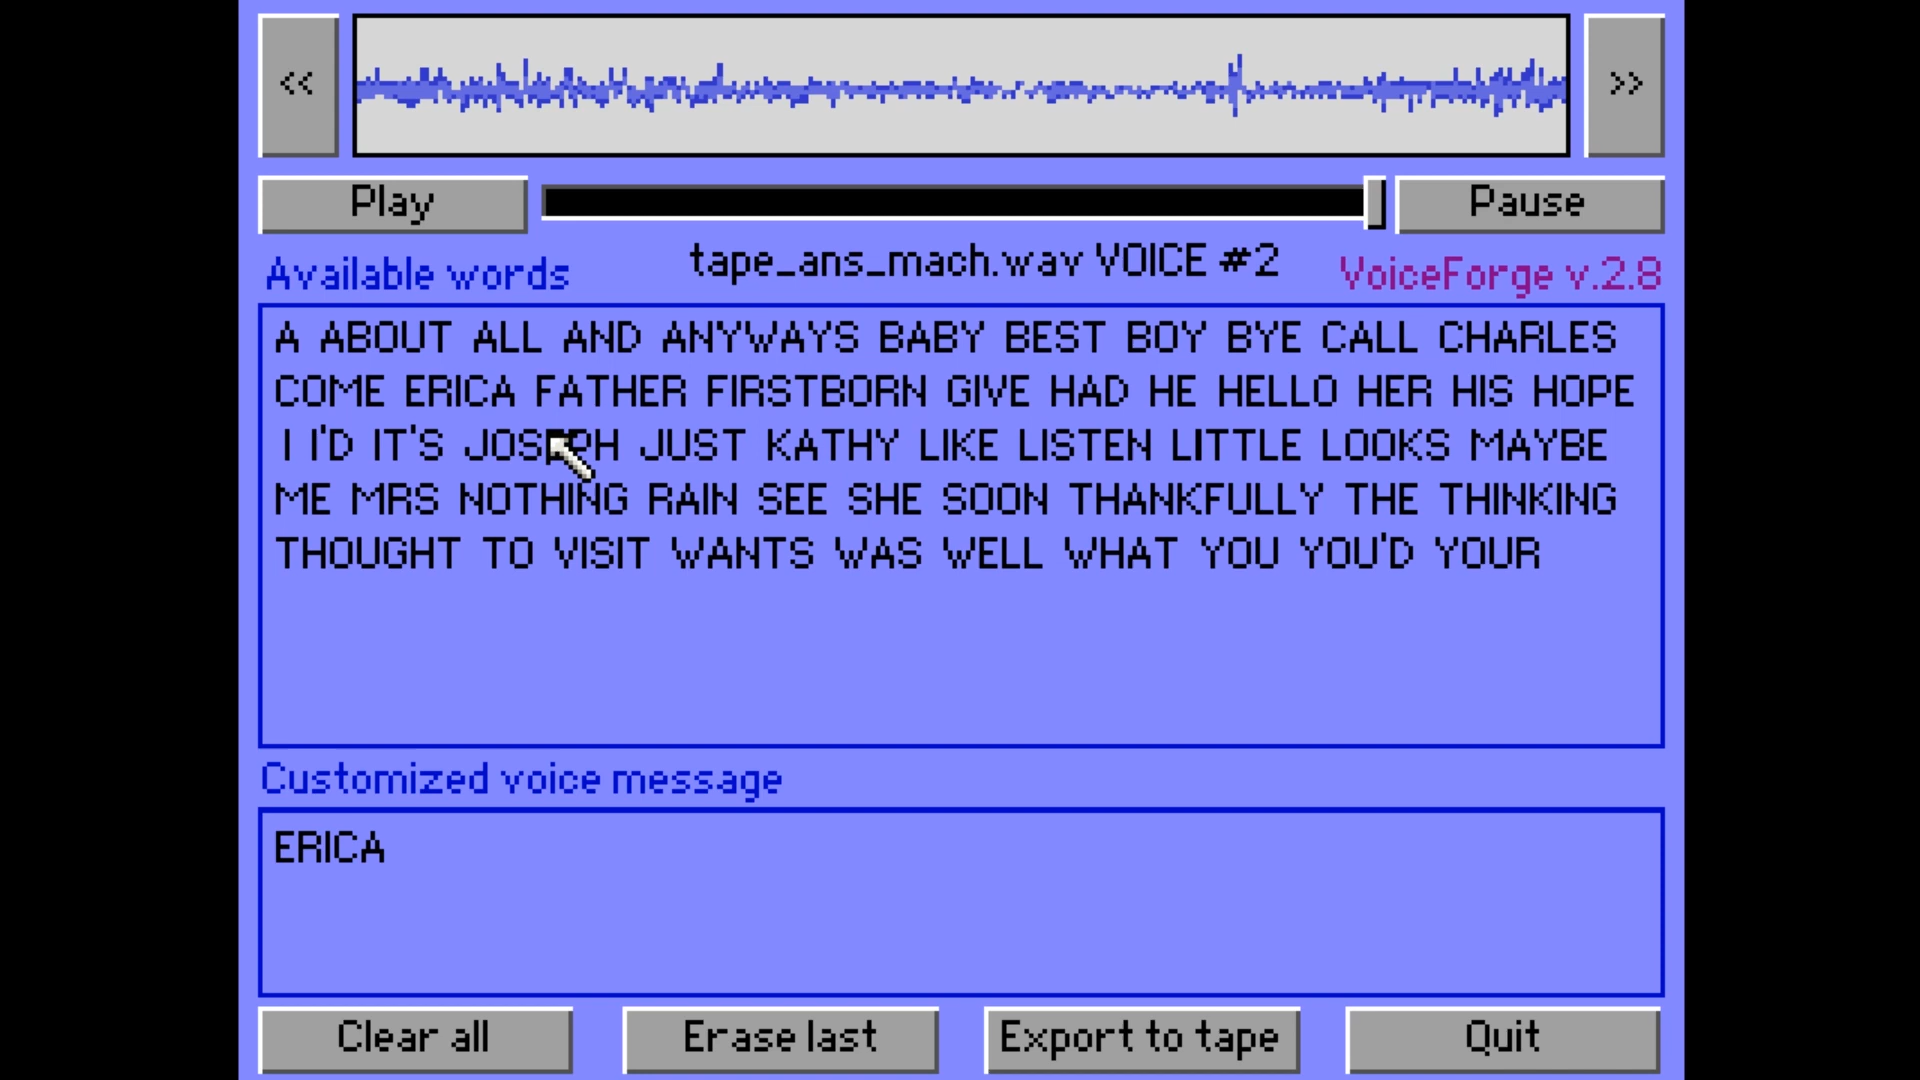 << >>
Play Pause
tape_ans_mach.wav VOICE #2
Available words VoiceForge v.2.8
A ABOUT ALL AND ANYWAYS BABY BEST BOY BYE CALL CHARLES
COME ERICA FATHER FIRSTBORN GIVE HAD HE HELLO HER HIS HOPE
I I'D IT'S JOSEPH JUST KATHY LIKE LISTEN LITTLE LOOKS MAYBE
ME MRS NOTHING RAIN SEE SHE SOON THANKFULLY THE THINKING
THOUGHT TO VISIT WANTS WAS WELL WHAT YOU YOU'D YOUR
Customized voice message
ERICA
Clear all Erase last Export to tape Quit